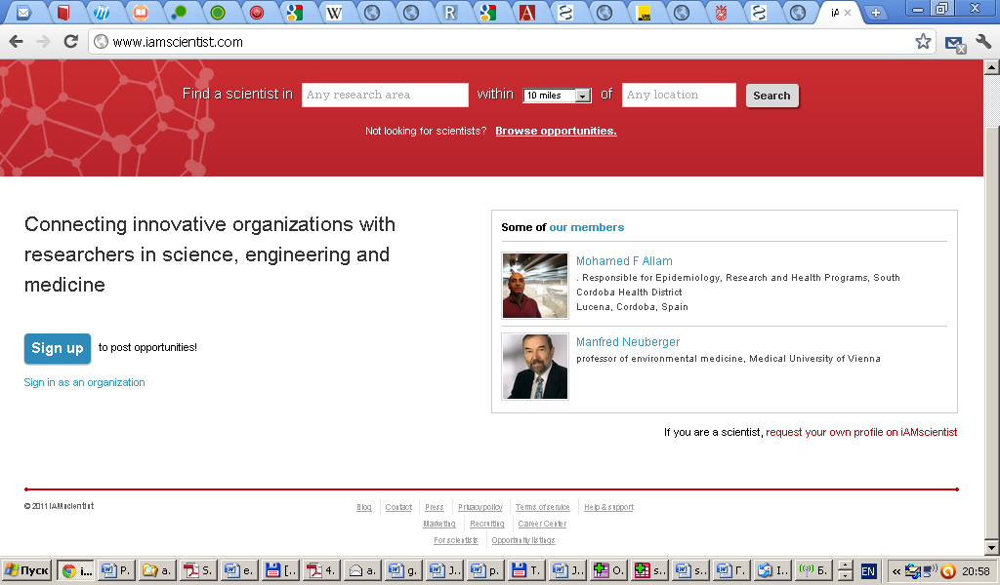 iA
www.iamscientist.com
Find a scientist in Any research area within 10 miles of Any location Search
Not looking for scientists? Browse opportunities.
Connecting innovative organizations with
researchers in science, engineering and
medicine
Sign up to post opportunities!
Sign in as an organization
Some of our members
Mohamed F Allam
. Responsible for Epidemiology, Research and Health Programs, South
Cordoba Health District
Lucena, Cordoba, Spain
Manfred Neuberger
professor of environmental medicine, Medical University of Vienna
If you are a scientist, request your own profile on iAMscientist
© 2011 IAMscientist
Blog Contact Press Privacy policy Terms of service Help & support
Marketing Recruiting Career Center
For scientists Opportunity listings
Пуск i... P. a. S. e. [.. 4. a. g. J.. p. T. J.. O. s.. s.. Г. I.. Б. EN « 20:58